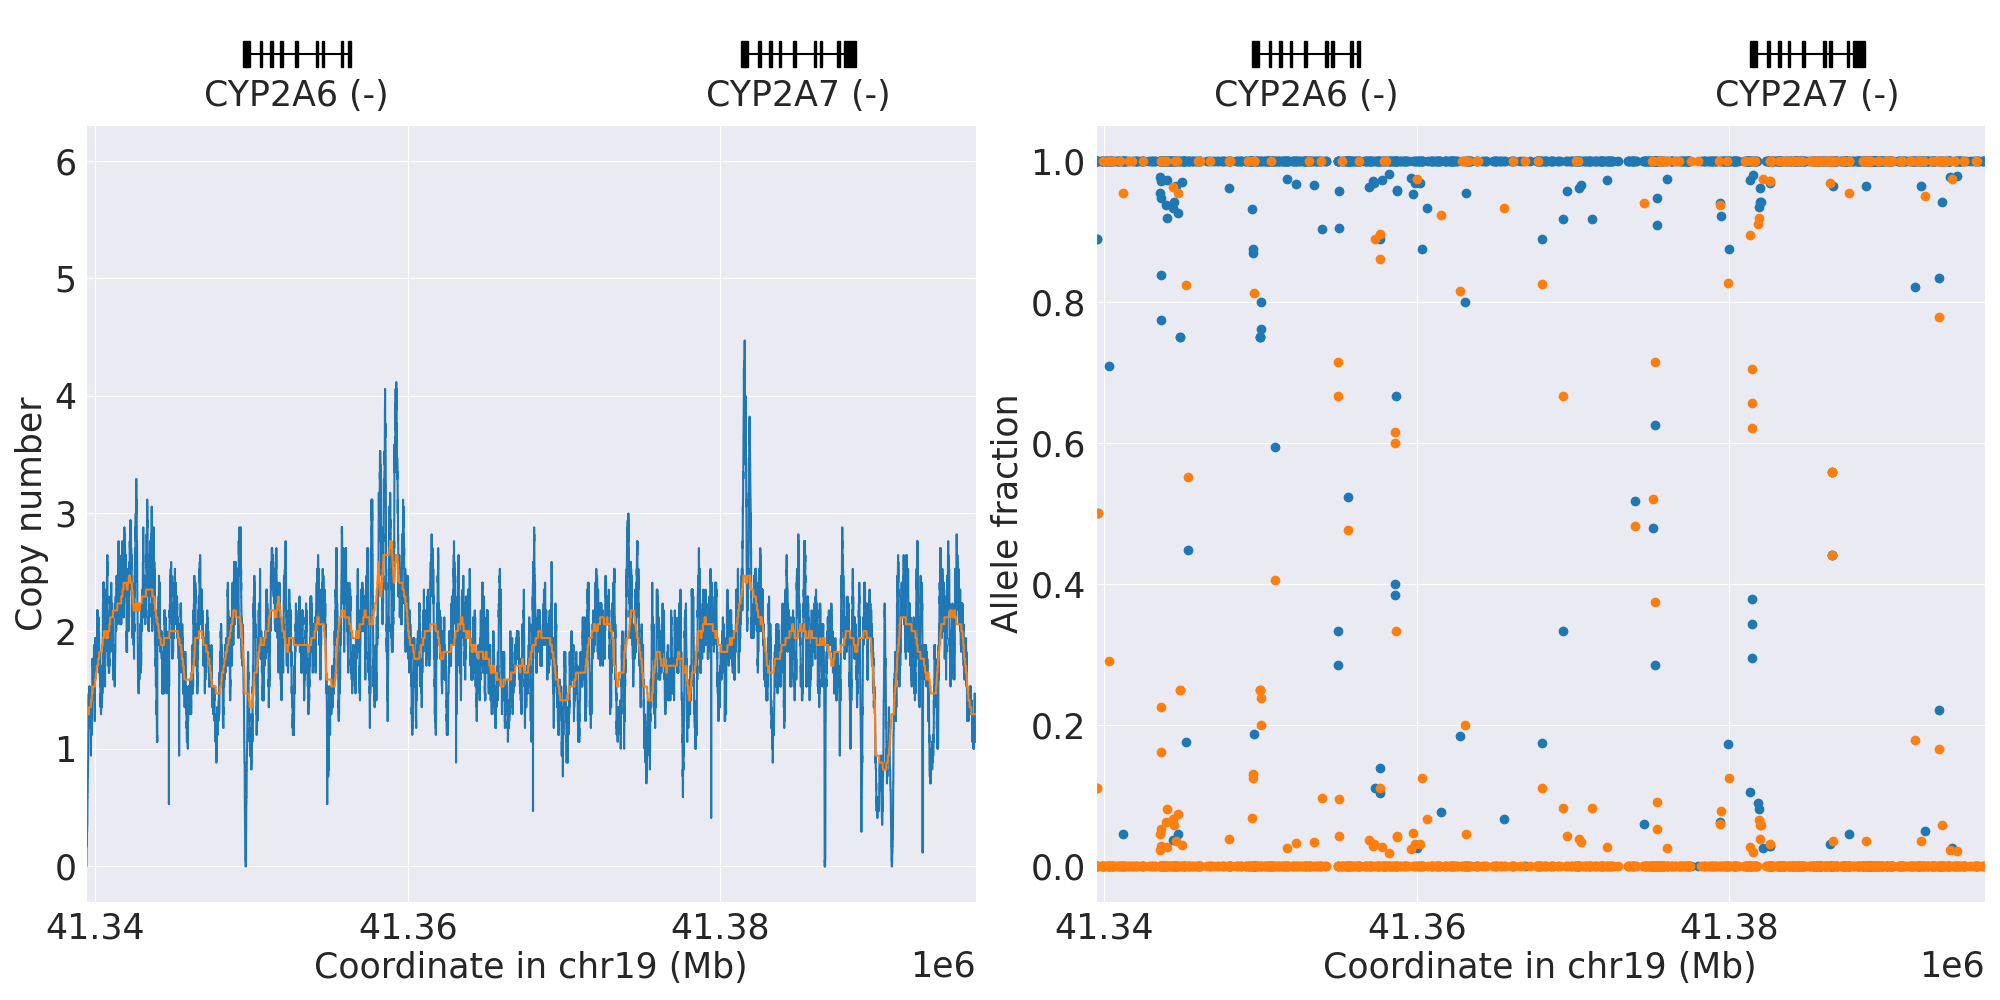 CYP2A6 (-)
CYP2A7 (-)
6
5
4
3
2
1
0
Copy number
41.34
41.36
41.38
Coordinate in chr19 (Mb)
1e6
CYP2A6 (-)
CYP2A7 (-)
1.0
0.8
0.6
0.4
0.2
0.0
Allele fraction
41.34
41.36
41.38
Coordinate in chr19 (Mb)
1e6